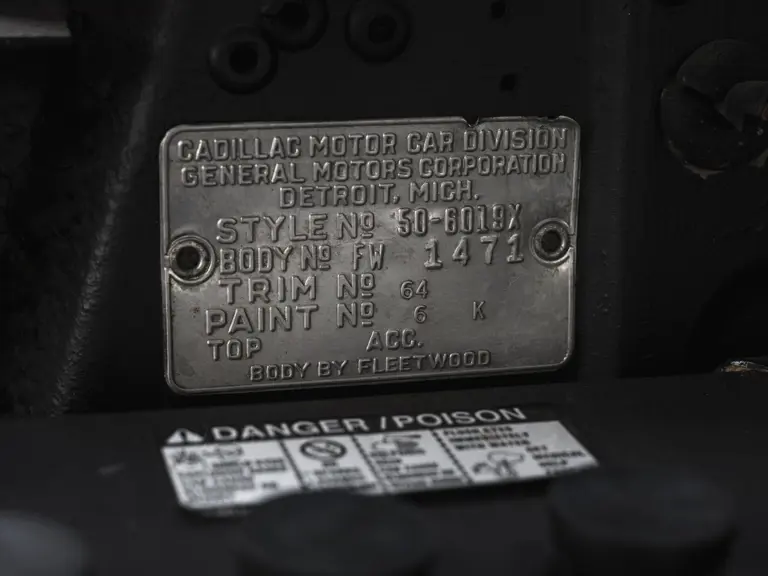 CADILLAC MOTOR CAR DIVISION
GENERAL MOTORS CORPORATION
DETROIT, MICH.
STYLE Nº 50-6019X
BODY Nº FW 1471
TRIM Nº 64
PAINT Nº 6 K
TOP ACC.
BODY BY FLEETWOOD
DANGER/POISON